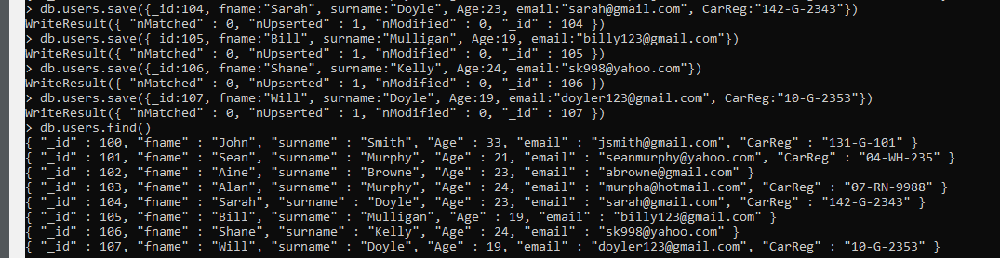 > db.users.save({_id:104, fname:"Sarah", surname:"Doyle", Age:23, email:"sarah@gmail.com", CarReg:"142-G-2343"})
WriteResult({ "nMatched" : 0, "nUpserted" : 1, "nModified" : 0, "_id" : 104 })
> db.users.save({_id:105, fname:"Bill", surname:"Mulligan", Age:19, email:"billy123@gmail.com"})
WriteResult({ "nMatched" : 0, "nUpserted" : 1, "nModified" : 0, "_id" : 105 })
> db.users.save({_id:106, fname:"Shane", surname:"Kelly", Age:24, email:"sk998@yahoo.com"})
WriteResult({ "nMatched" : 0, "nUpserted" : 1, "nModified" : 0, "_id" : 106 })
> db.users.save({_id:107, fname:"Will", surname:"Doyle", Age:19, email:"doyler123@gmail.com", CarReg:"10-G-2353"})
WriteResult({ "nMatched" : 0, "nUpserted" : 1, "nModified" : 0, "_id" : 107 })
> db.users.find()
{ "_id" : 100, "fname" : "John", "surname" : "Smith", "Age" : 33, "email" : "jsmith@gmail.com", "CarReg" : "131-G-101" }
{ "_id" : 101, "fname" : "Sean", "surname" : "Murphy", "Age" : 21, "email" : "seanmurphy@yahoo.com", "CarReg" : "04-WH-235" }
{ "_id" : 102, "fname" : "Aine", "surname" : "Browne", "Age" : 23, "email" : "abrowne@gmail.com" }
{ "_id" : 103, "fname" : "Alan", "surname" : "Murphy", "Age" : 24, "email" : "murpha@hotmail.com", "CarReg" : "07-RN-9988" }
{ "_id" : 104, "fname" : "Sarah", "surname" : "Doyle", "Age" : 23, "email" : "sarah@gmail.com", "CarReg" : "142-G-2343" }
{ "_id" : 105, "fname" : "Bill", "surname" : "Mulligan", "Age" : 19, "email" : "billy123@gmail.com" }
{ "_id" : 106, "fname" : "Shane", "surname" : "Kelly", "Age" : 24, "email" : "sk998@yahoo.com" }
{ "_id" : 107, "fname" : "Will", "surname" : "Doyle", "Age" : 19, "email" : "doyler123@gmail.com", "CarReg" : "10-G-2353" }